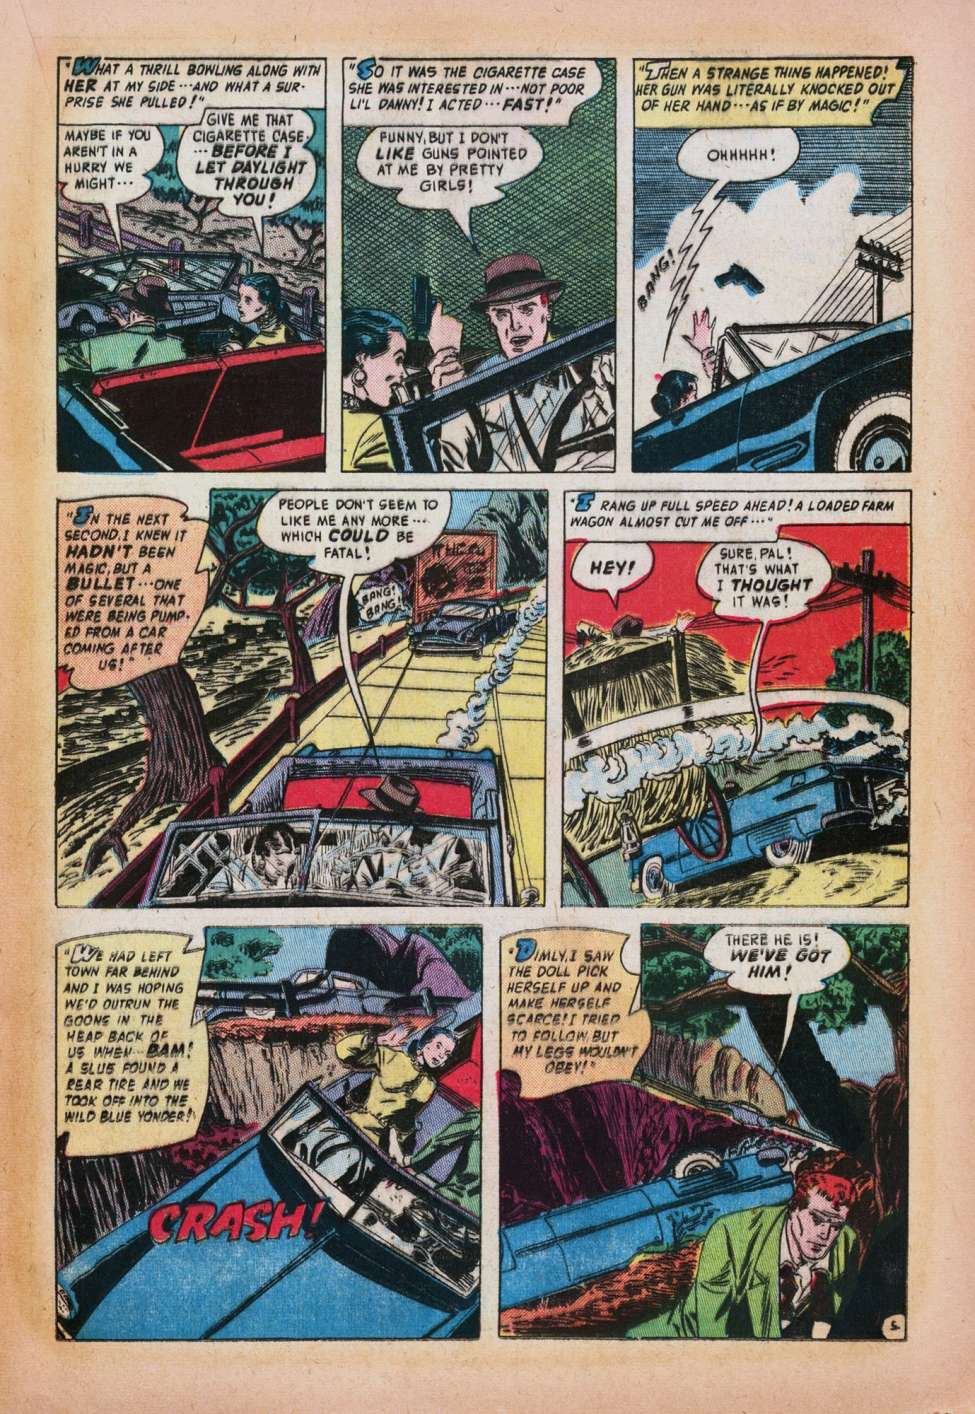 "WHAT A THRILL BOWLING ALONG WITH
HER AT MY SIDE---AND WHAT A SUR-
PRISE SHE PULLED!"
MAYBE IF YOU
AREN'T IN A
HURRY WE
MIGHT---
GIVE ME THAT
CIGARETTE CASE-
--- BEFORE I
LET DAYLIGHT
THROUGH
YOU!
"SO IT WAS THE CIGARETTE CASE
SHE WAS INTERESTED IN---NOT POOR
LI'L DANNY! I ACTED---FAST!"
FUNNY, BUT I DON'T
LIKE GUNS POINTED
AT ME BY PRETTY
GIRLS!
"THEN A STRANGE THING HAPPENED!
HER GUN WAS LITERALLY KNOCKED OUT
OF HER HAND---AS IF BY MAGIC!"
OHHHHH!
BANG!
"IN THE NEXT
SECOND, I KNEW IT
HADN'T BEEN
MAGIC, BUT A
BULLET---ONE
OF SEVERAL THAT
WERE BEING PUMP-
ED FROM A CAR
COMING AFTER
US!"
PEOPLE DON'T SEEM TO
LIKE ME ANY MORE---
WHICH COULD BE
FATAL!
BANG!
BANG!
"I RANG UP FULL SPEED AHEAD! A LOADED FARM
WAGON ALMOST CUT ME OFF---"
HEY!
SURE, PAL!
THAT'S WHAT
I THOUGHT
IT WAS!
"WE HAD LEFT
TOWN FAR BEHIND
AND I WAS HOPING
WE'D OUTRUN THE
GOONS IN THE
HEAP BACK OF
US WHEN---BAM!
A SLUG FOUND A
REAR TIRE AND WE
TOOK OFF INTO THE
WILD BLUE YONDER!
CRASH!
"DIMLY, I SAW
THE DOLL PICK
HERSELF UP AND
MAKE HERSELF
SCARCE! I TRIED
TO FOLLOW BUT
MY LEGS WOULDN'T
OBEY!"
THERE HE IS!
WE'VE GOT
HIM!
5.